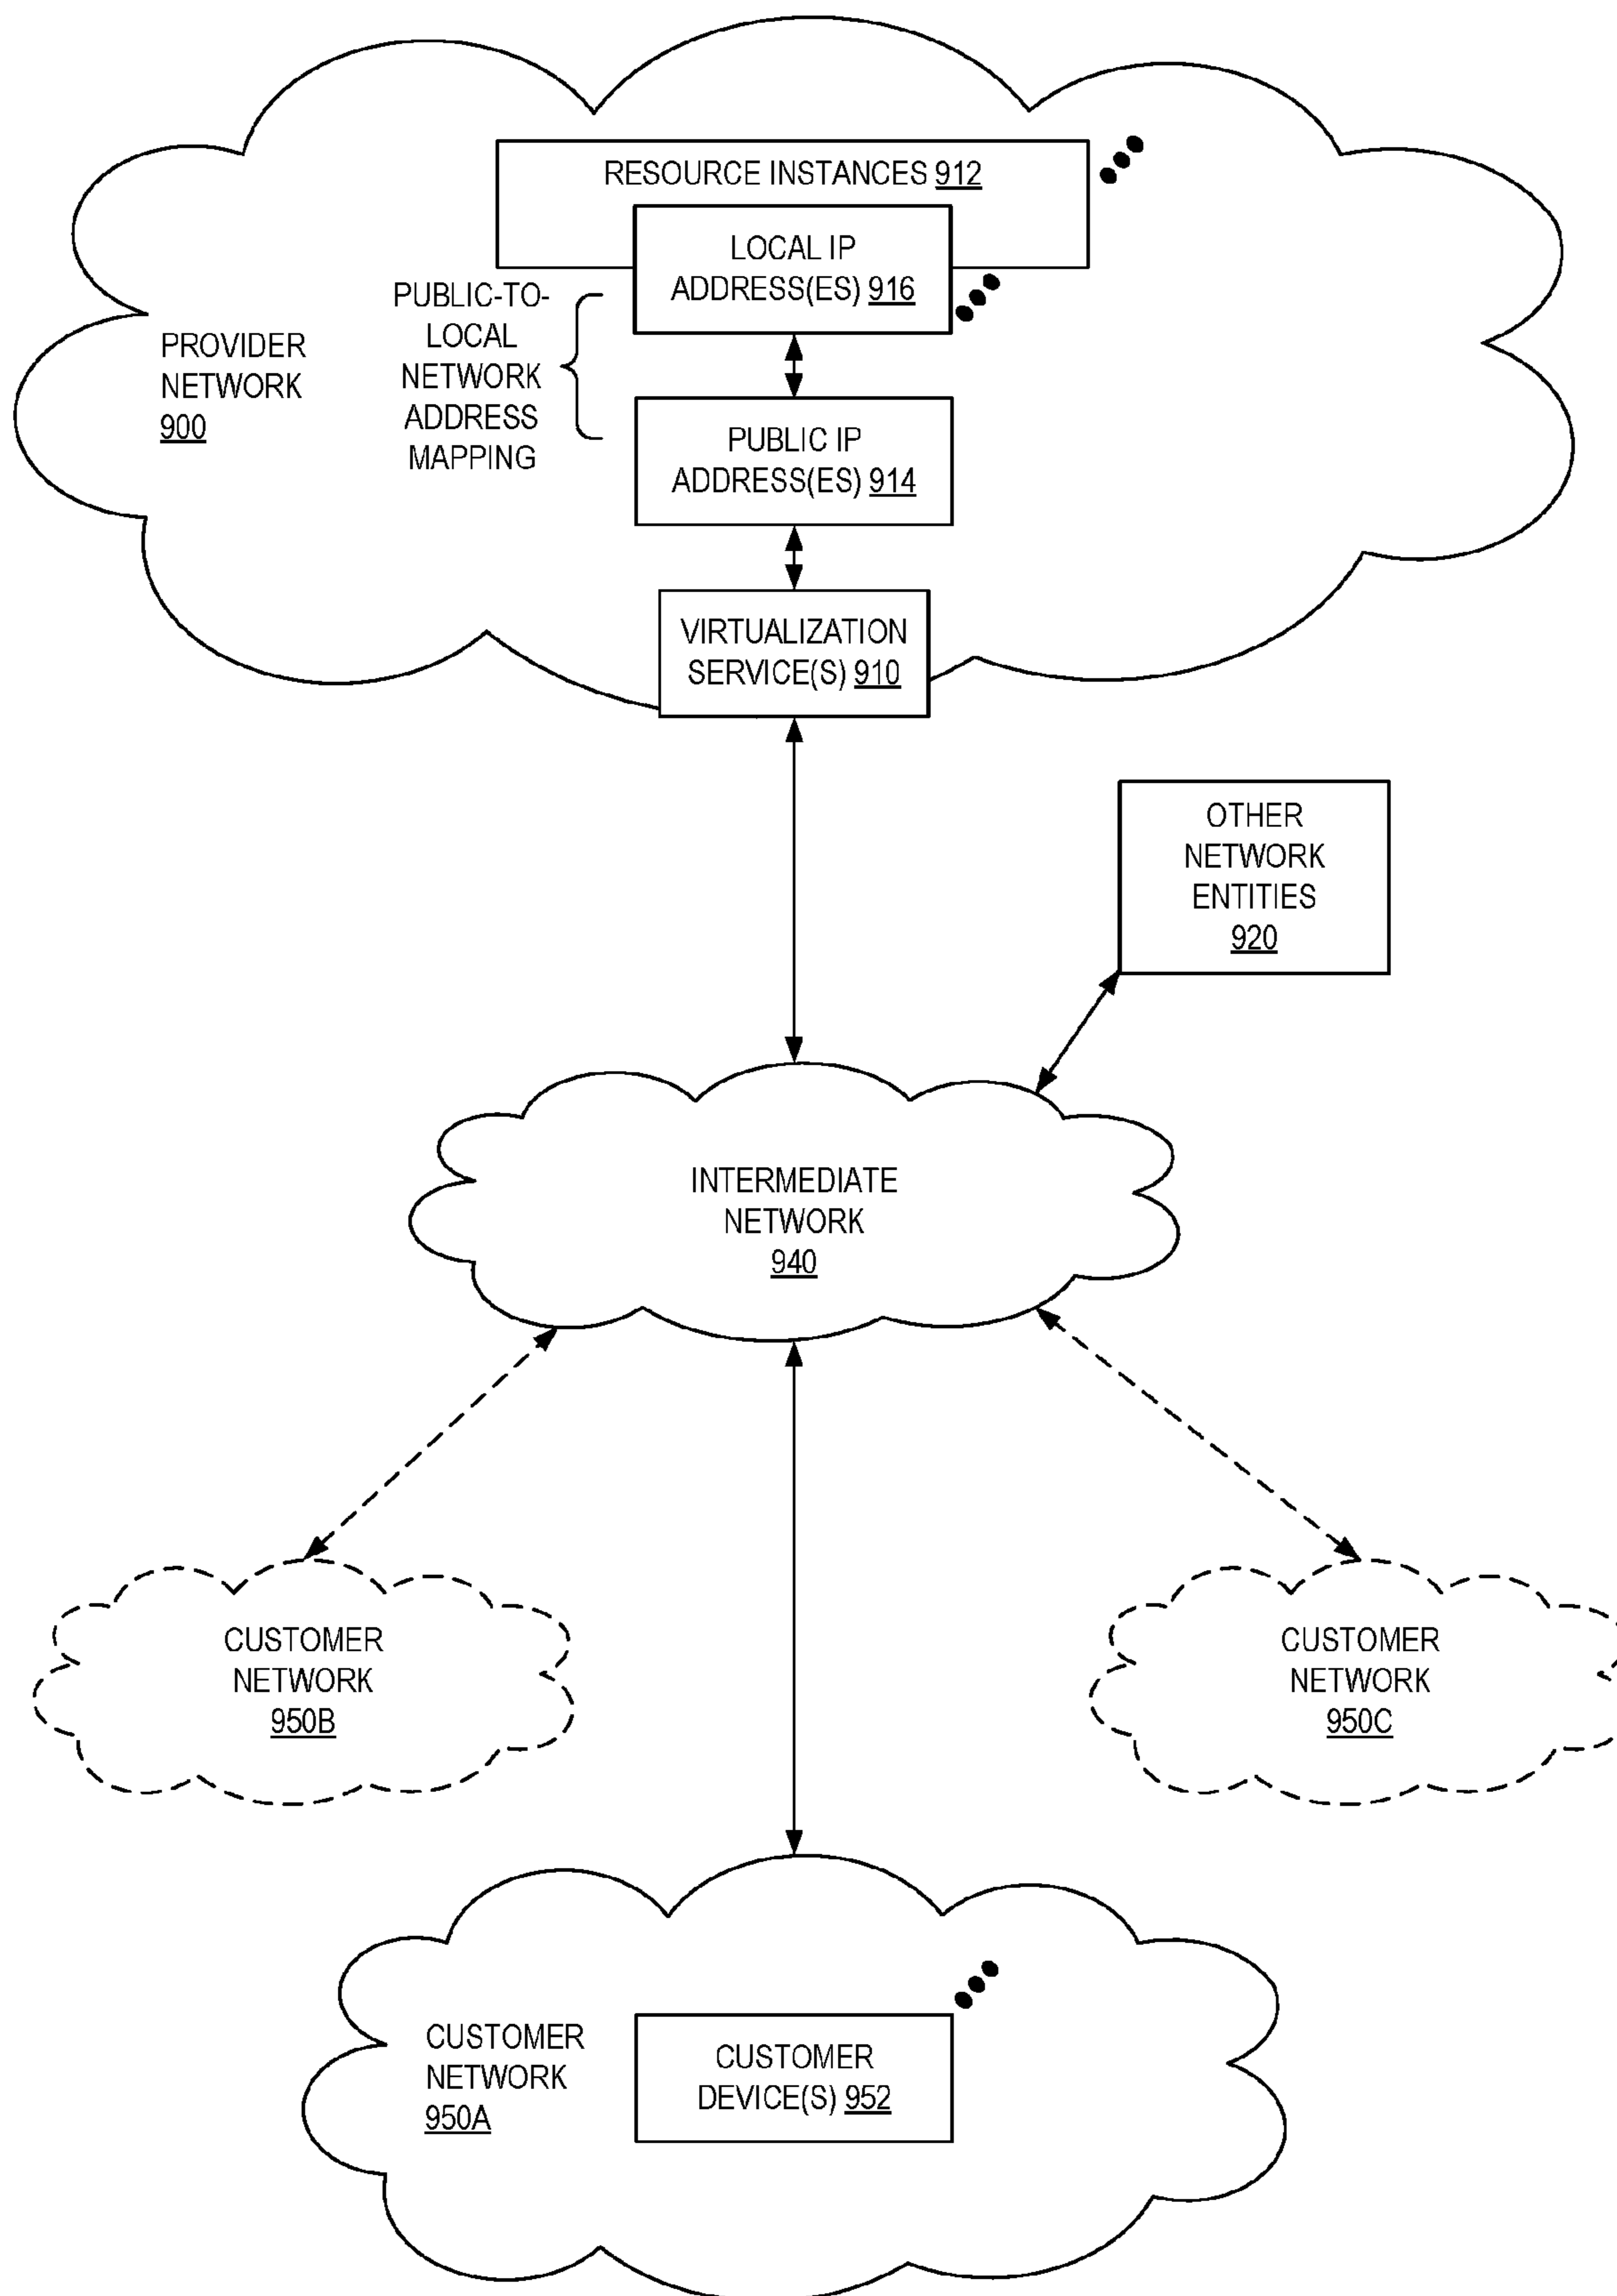 RESOURCE INSTANCES 912
LOCAL IP
ADDRESS(ES) 916
PUBLIC-TO-
LOCAL
NETWORK
ADDRESS
MAPPING
PROVIDER
NETWORK
900
PUBLIC IP
ADDRESS(ES) 914
VIRTUALIZATION
SERVICE(S) 910
OTHER
NETWORK
ENTITIES
920
INTERMEDIATE
NETWORK
940
CUSTOMER
NETWORK
950B
CUSTOMER
NETWORK
950C
CUSTOMER
NETWORK
950A
CUSTOMER
DEVICE(S) 952